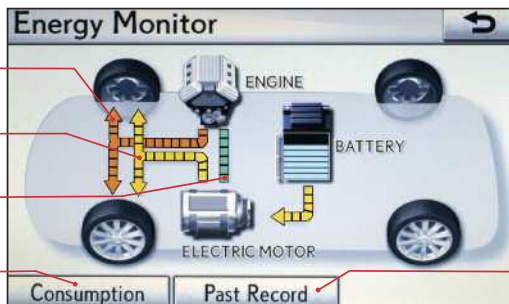 Energy Monitor
ENGINE
BATTERY
ELECTRIC MOTOR
Consumption
Past Record